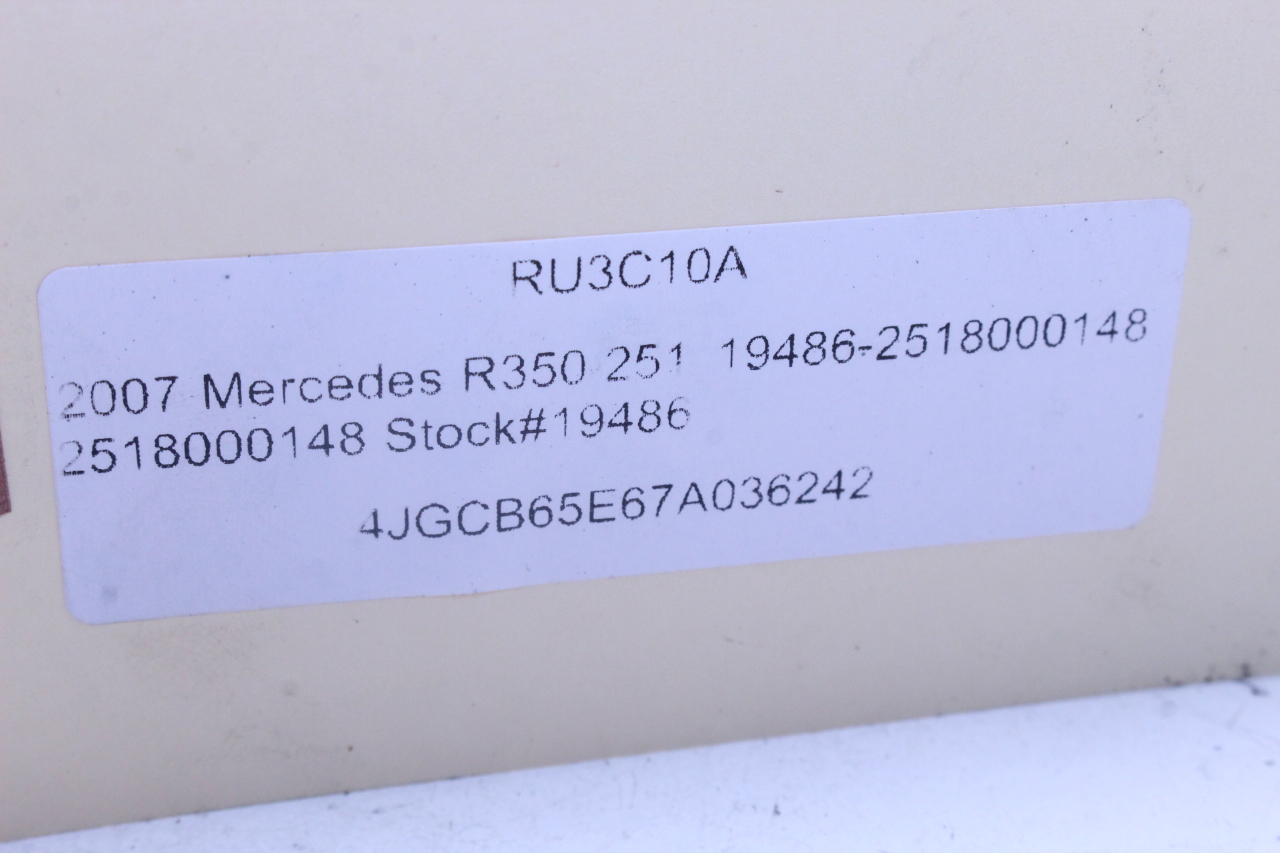 RU3C10A
2007 Mercedes R350 251 19486-2518000148
2518000148 Stock#19486
4JGCB65E67A036242